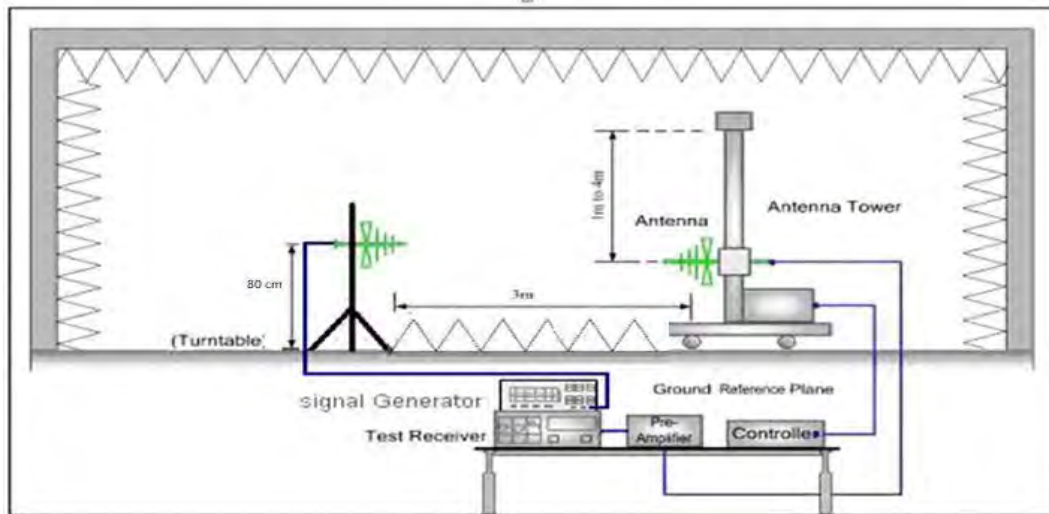 1m to 4m
Antenna
Antenna Tower
80 cm
3m
(Turntable)
Ground Reference Plane
signal Generator
Test Receiver
Pre-
Amplifier
Controller